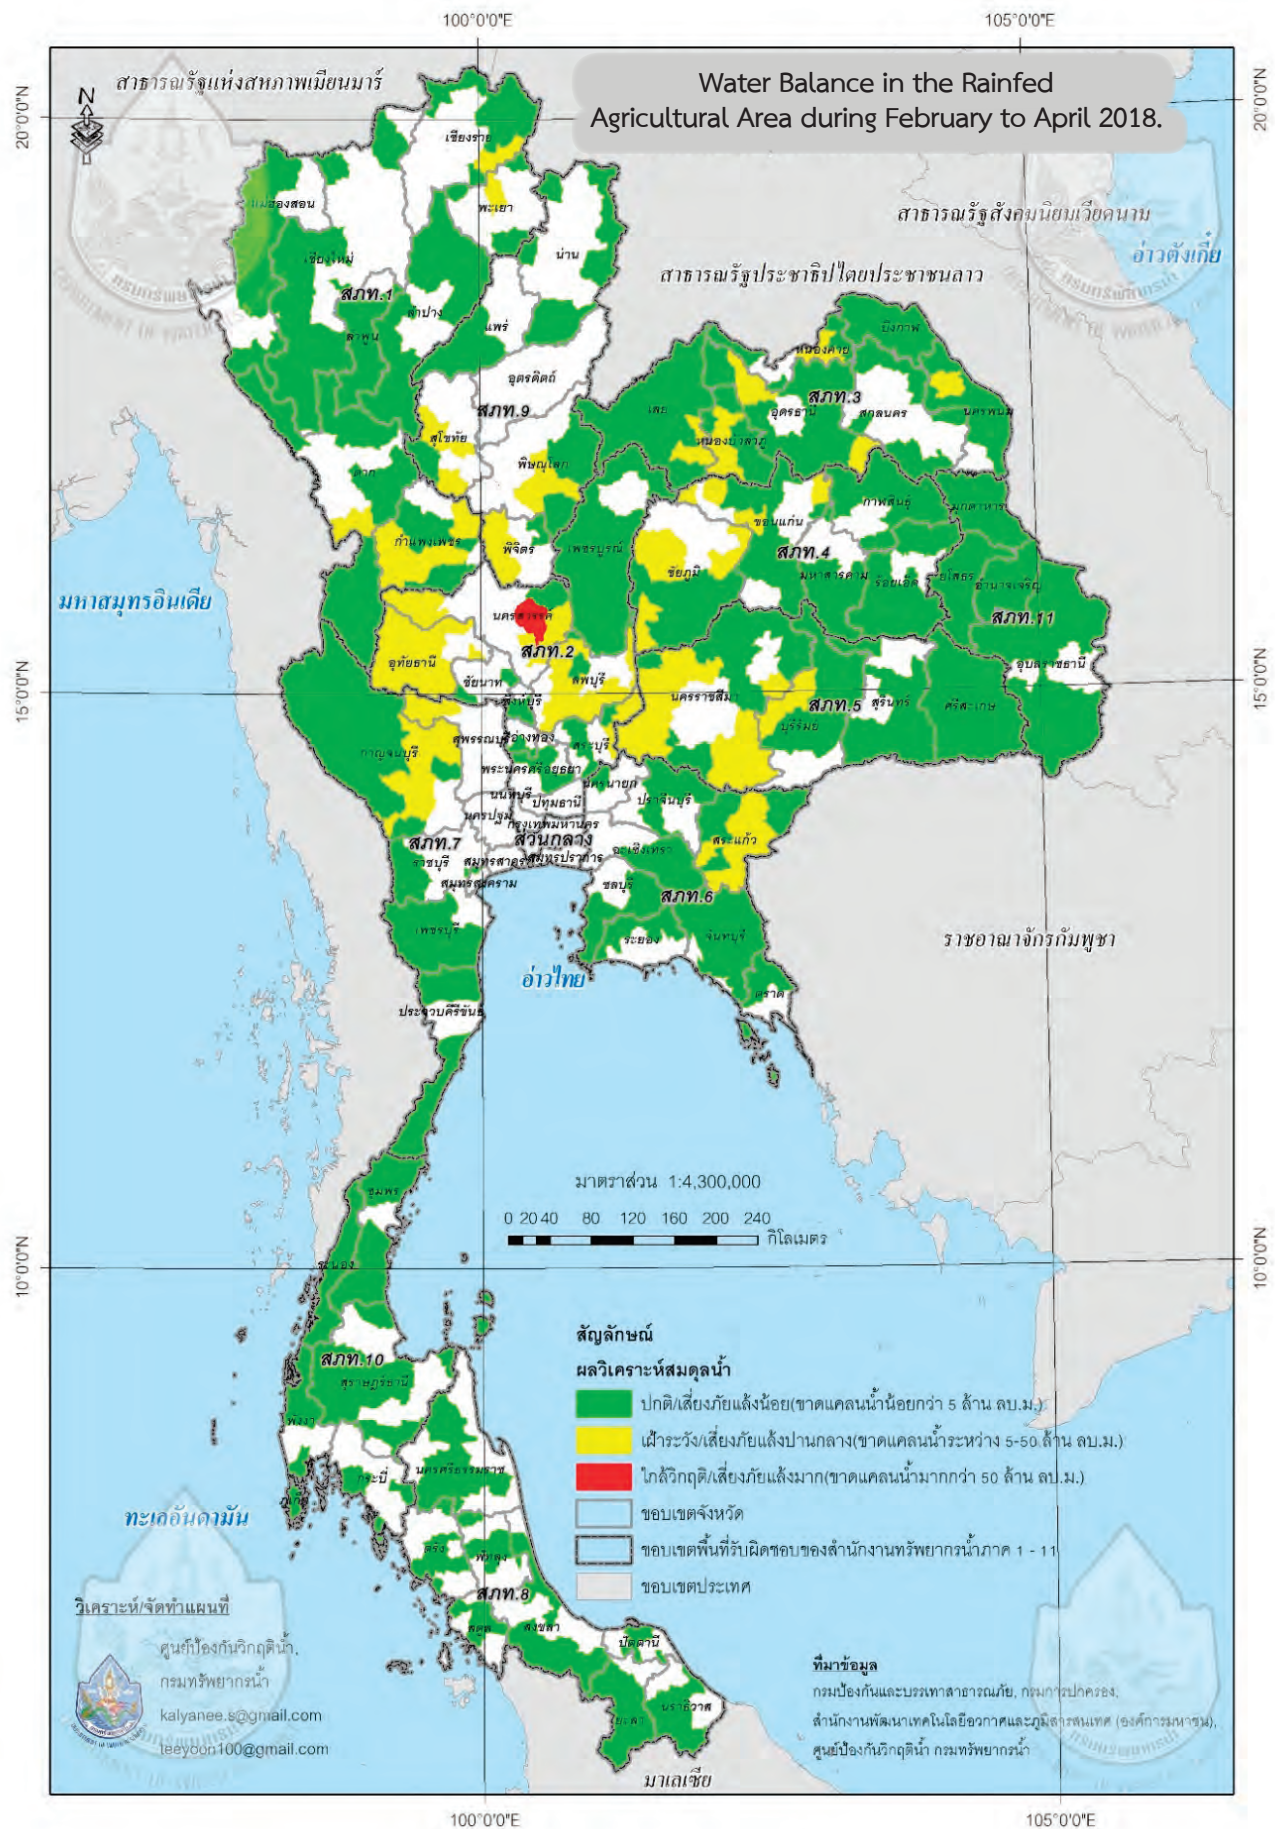 100°0'0"E
105°0'0"E
20°0'0"N
20°0'0"N
Water Balance in the Rainfed
Agricultural Area during February to April 2018.
สาธารณรัฐแห่งสหภาพเมียนมาร์
N
เชียงราย
แม่ฮ่องสอน
พะเยา
สาธารณรัฐสังคมนิยมเวียดนาม
อ่าวตังเกี๋ย
น่าน
เชียงใหม่
สาธารณรัฐประชาธิปไตยประชาชนลาว
สภท.1
ลำปาง
แพร่
ลำพูน
บึงกาฬ
หนองคาย
อุตรดิตถ์
สภท.3
สภท.9
เลย
อุดรธานี
สกลนคร
นครพนม
สุโขทัย
หนองบัวลำภู
พิษณุโลก
ตาก
กาฬสินธุ์
มุกดาหาร
ขอนแก่น
กำแพงเพชร
พิจิตร
เพชรบูรณ์
สภท.4
ชัยภูมิ
มหาสารคาม
ร้อยเอ็ด
ยโสธร
อำนาจเจริญ
มหาสมุทรอินเดีย
นครสวรรค์
สภท.11
สภท.2
อุทัยธานี
ชัยนาท
ลพบุรี
อุบลราชธานี
15°0'0"N
15°0'0"N
นครราชสีมา
สภท.5
สุรินทร์
ศรีสะเกษ
สิงห์บุรี
บุรีรัมย์
กาญจนบุรี
สุพรรณบุรี
อ่างทอง
สระบุรี
พระนครศรีอยุธยา
นครนายก
นนทบุรี
ปทุมธานี
ปราจีนบุรี
นครปฐม
กรุงเทพมหานคร
สภท.7
ส่วนกลาง
สระแก้ว
ฉะเชิงเทรา
ราชบุรี
สมุทรสาคร
สมุทรปราการ
สมุทรสงคราม
ชลบุรี
สภท.6
เพชรบุรี
ระยอง
จันทบุรี
ราชอาณาจักรกัมพูชา
อ่าวไทย
ตราด
ประจวบคีรีขันธ์
มาตราส่วน 1:4,300,000
0 20 40 80 120 160 200 240
กิโลเมตร
ชุมพร
10°0'0"N
10°0'0"N
ระนอง
สภท.10
สุราษฎร์ธานี
พังงา
กระบี่
นครศรีธรรมราช
ภูเก็ต
ทะเลอันดามัน
ตรัง
พัทลุง
สภท.8
สตูล
สงขลา
ปัตตานี
ยะลา
นราธิวาส
มาเลเซีย
สัญลักษณ์
ผลวิเคราะห์สมดุลน้ำ
ปกติ/เสี่ยงภัยแล้งน้อย(ขาดแคลนน้ำน้อยกว่า 5 ล้าน ลบ.ม.)
เฝ้าระวัง/เสี่ยงภัยแล้งปานกลาง(ขาดแคลนน้ำระหว่าง 5-50 ล้าน ลบ.ม.)
ใกล้วิกฤติ/เสี่ยงภัยแล้งมาก(ขาดแคลนน้ำมากกว่า 50 ล้าน ลบ.ม.)
ขอบเขตจังหวัด
ขอบเขตพื้นที่รับผิดชอบของสำนักงานทรัพยากรน้ำภาค 1 - 11
ขอบเขตประเทศ
วิเคราะห์/จัดทำแผนที่
ศูนย์ป้องกันวิกฤติน้ำ,
กรมทรัพยากรน้ำ
kalyanee.s@gmail.com
teeyoon100@gmail.com
ที่มาข้อมูล
กรมป้องกันและบรรเทาสาธารณภัย, กรมการปกครอง,
สำนักงานพัฒนาเทคโนโลยีอวกาศและภูมิสารสนเทศ (องค์การมหาชน),
ศูนย์ป้องกันวิกฤติน้ำ กรมทรัพยากรน้ำ
100°0'0"E
105°0'0"E